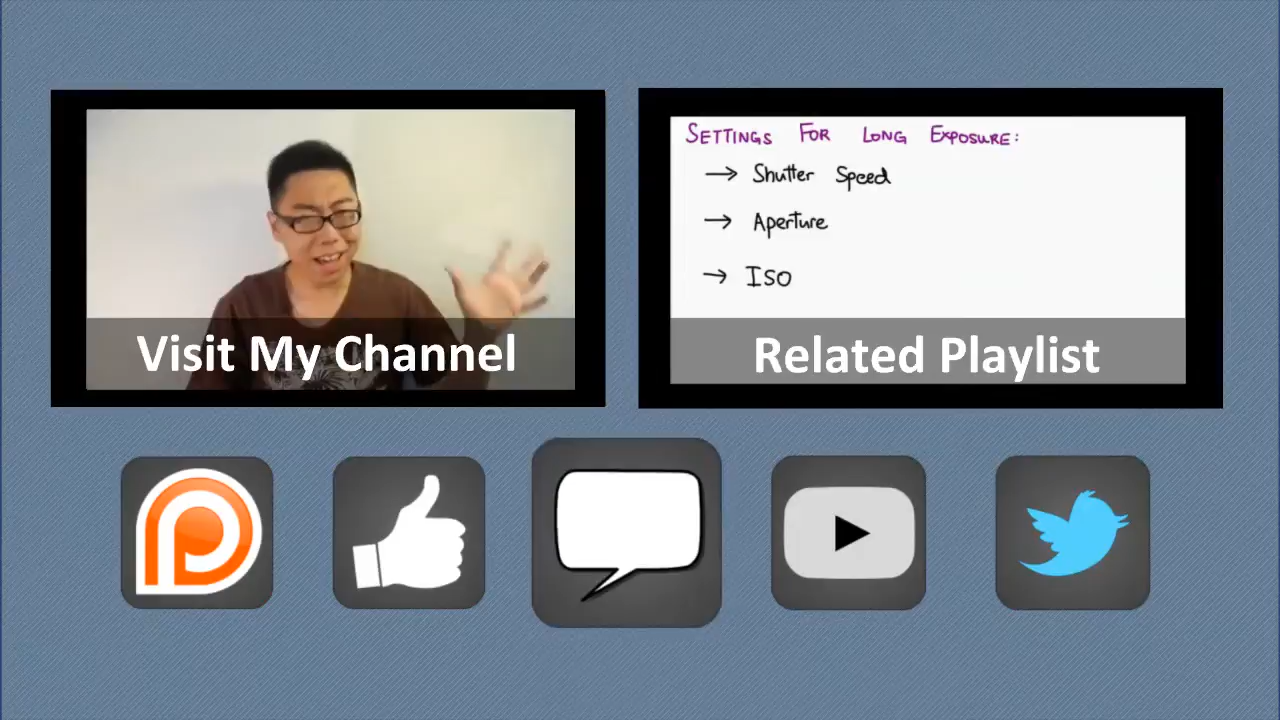 Visit My Channel
SETTINGS FOR LONG EXPOSURE:
→ Shutter Speed
→ Aperture
→ ISO
Related Playlist